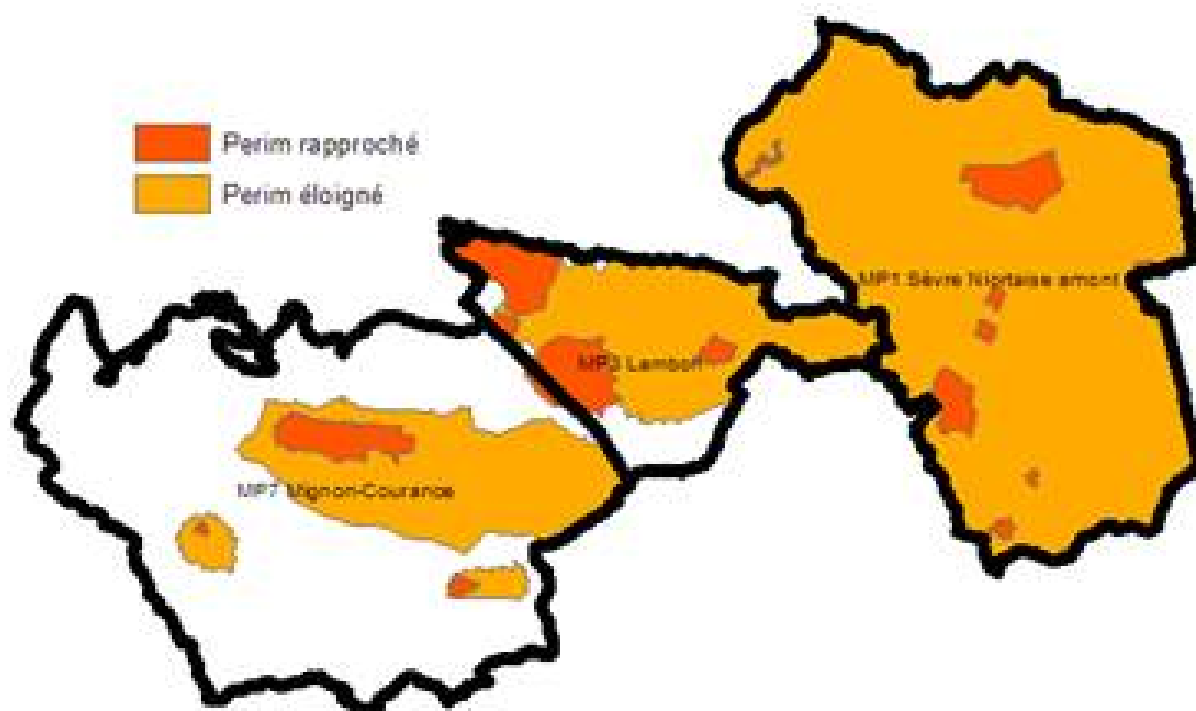 Perim rapproché
Perim éloigné
MP1 Sèvre Niortaise amont
MP3 Lambon
MP7 Mignon-Courance